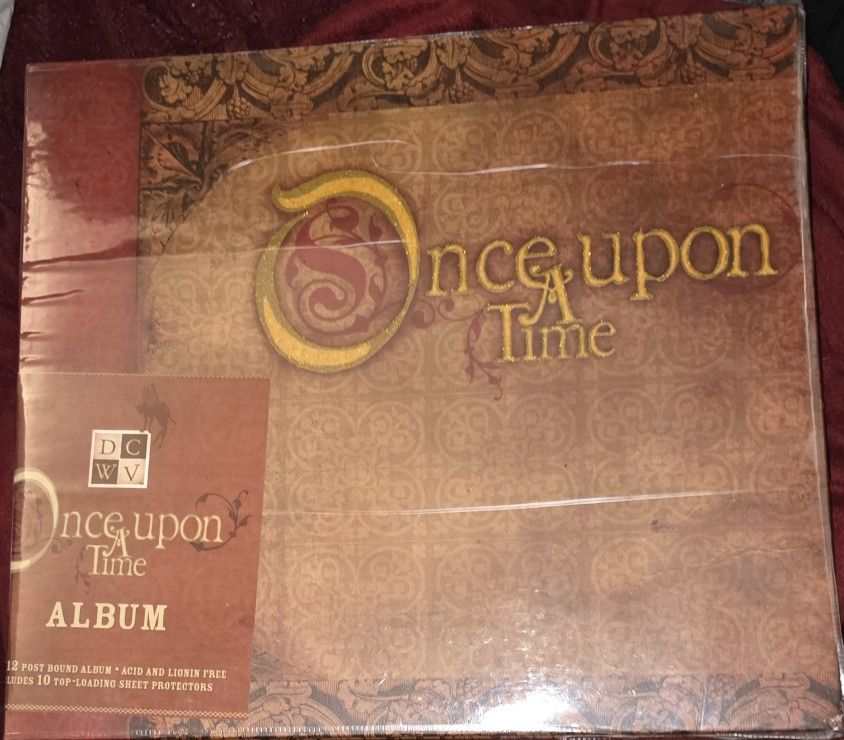 Once upon
A
Time
D C
W V
Once upon
A
Time
ALBUM
12 POST BOUND ALBUM * ACID AND LIGNIN FREE
LUDES 10 TOP-LOADING SHEET PROTECTORS